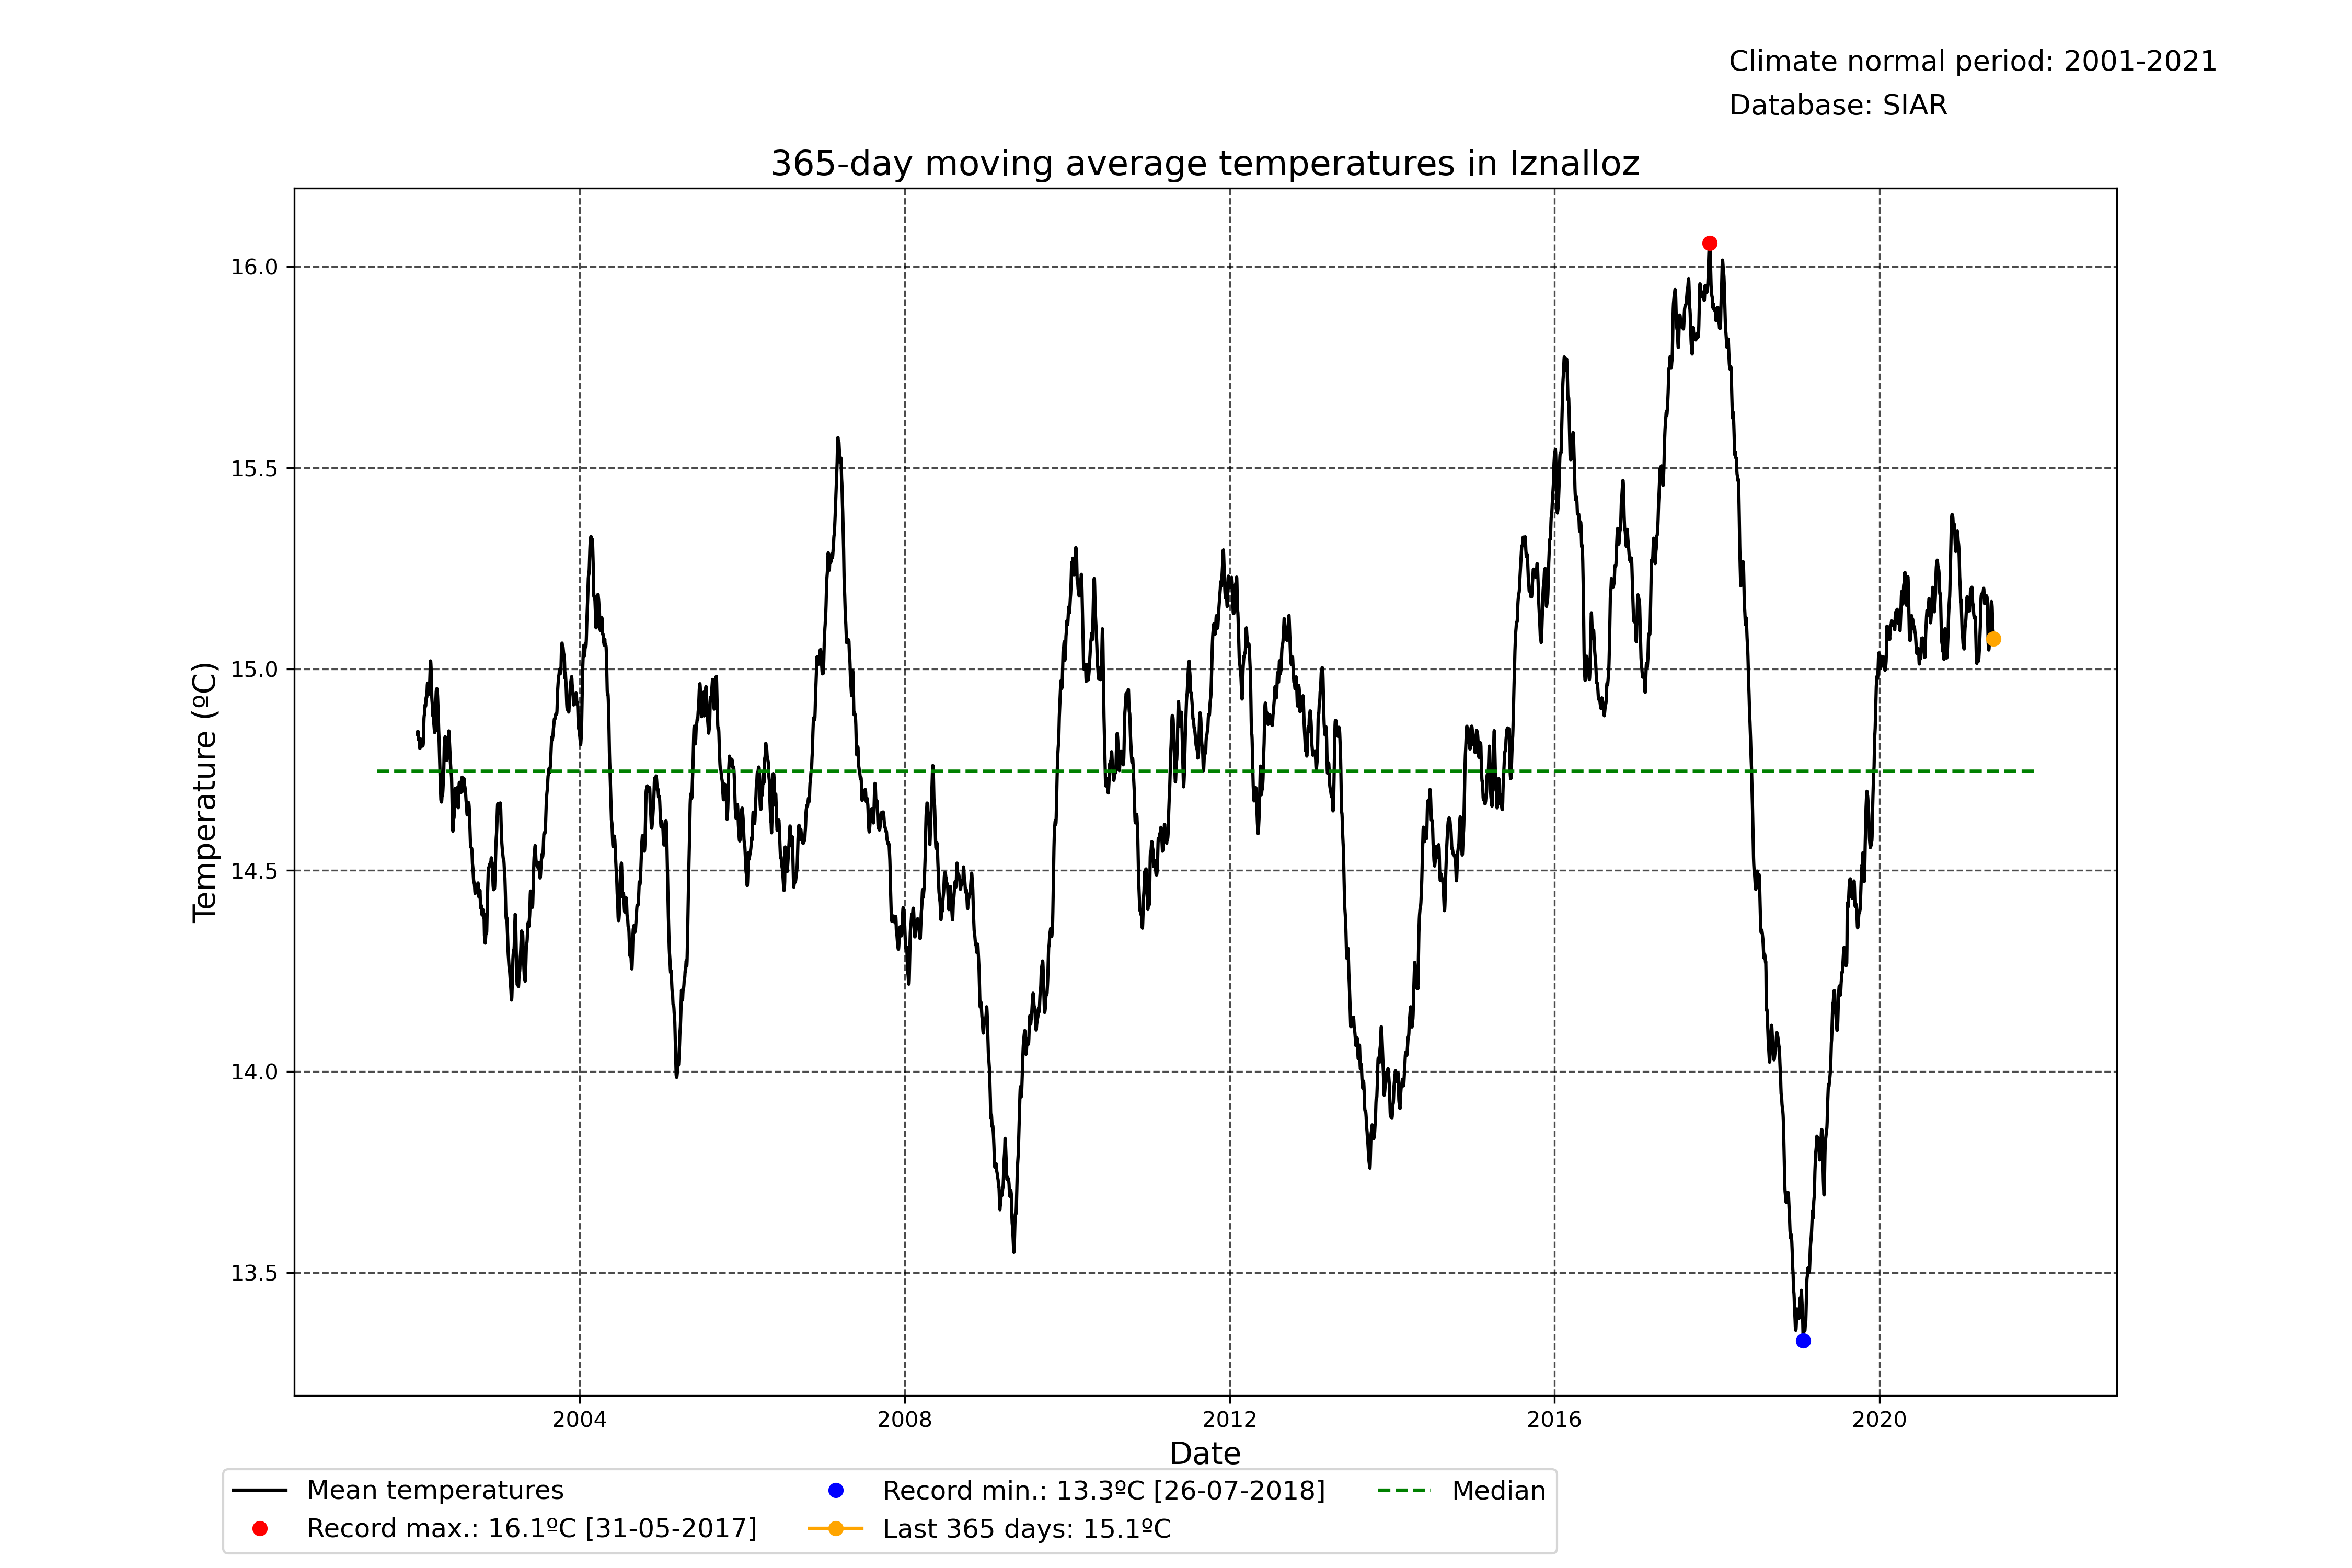 Climate normal period: 2001-2021
Database: SIAR
365-day moving average temperatures in Iznalloz
Temperature (ºC)
16.0
15.5
15.0
14.5
14.0
13.5
2004 2008 2012 2016 2020
Date
Mean temperatures
Record max.: 16.1ºC [31-05-2017]
Record min.: 13.3ºC [26-07-2018]
Last 365 days: 15.1ºC
Median